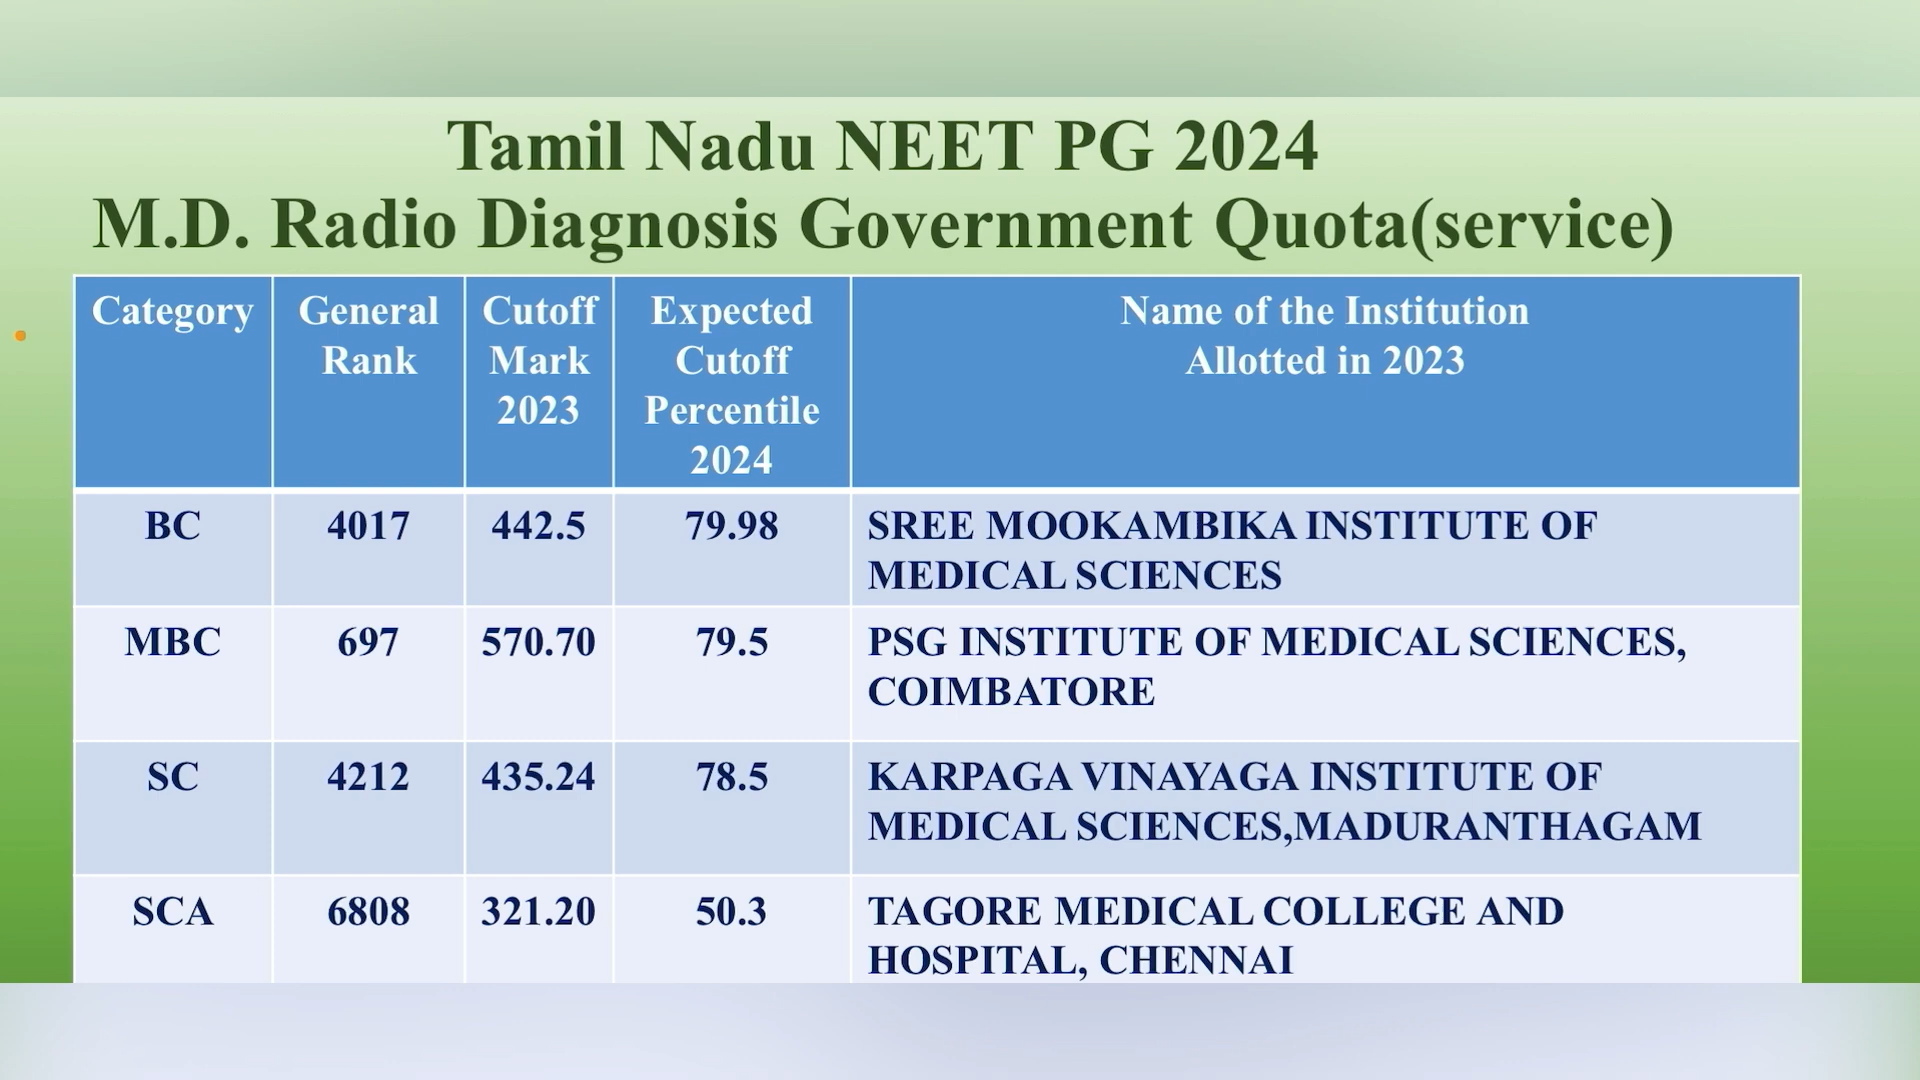 Tamil Nadu NEET PG 2024
M.D. Radio Diagnosis Government Quota(service)
Category
General
Rank
Cutoff
Mark
2023
Expected
Cutoff
Percentile
2024
Name of the Institution
Allotted in 2023
BC
4017
442.5
79.98
SREE MOOKAMBIKA INSTITUTE OF
MEDICAL SCIENCES
MBC
697
570.70
79.5
PSG INSTITUTE OF MEDICAL SCIENCES,
COIMBATORE
SC
4212
435.24
78.5
KARPAGA VINAYAGA INSTITUTE OF
MEDICAL SCIENCES,MADURANTHAGAM
SCA
6808
321.20
50.3
TAGORE MEDICAL COLLEGE AND
HOSPITAL, CHENNAI